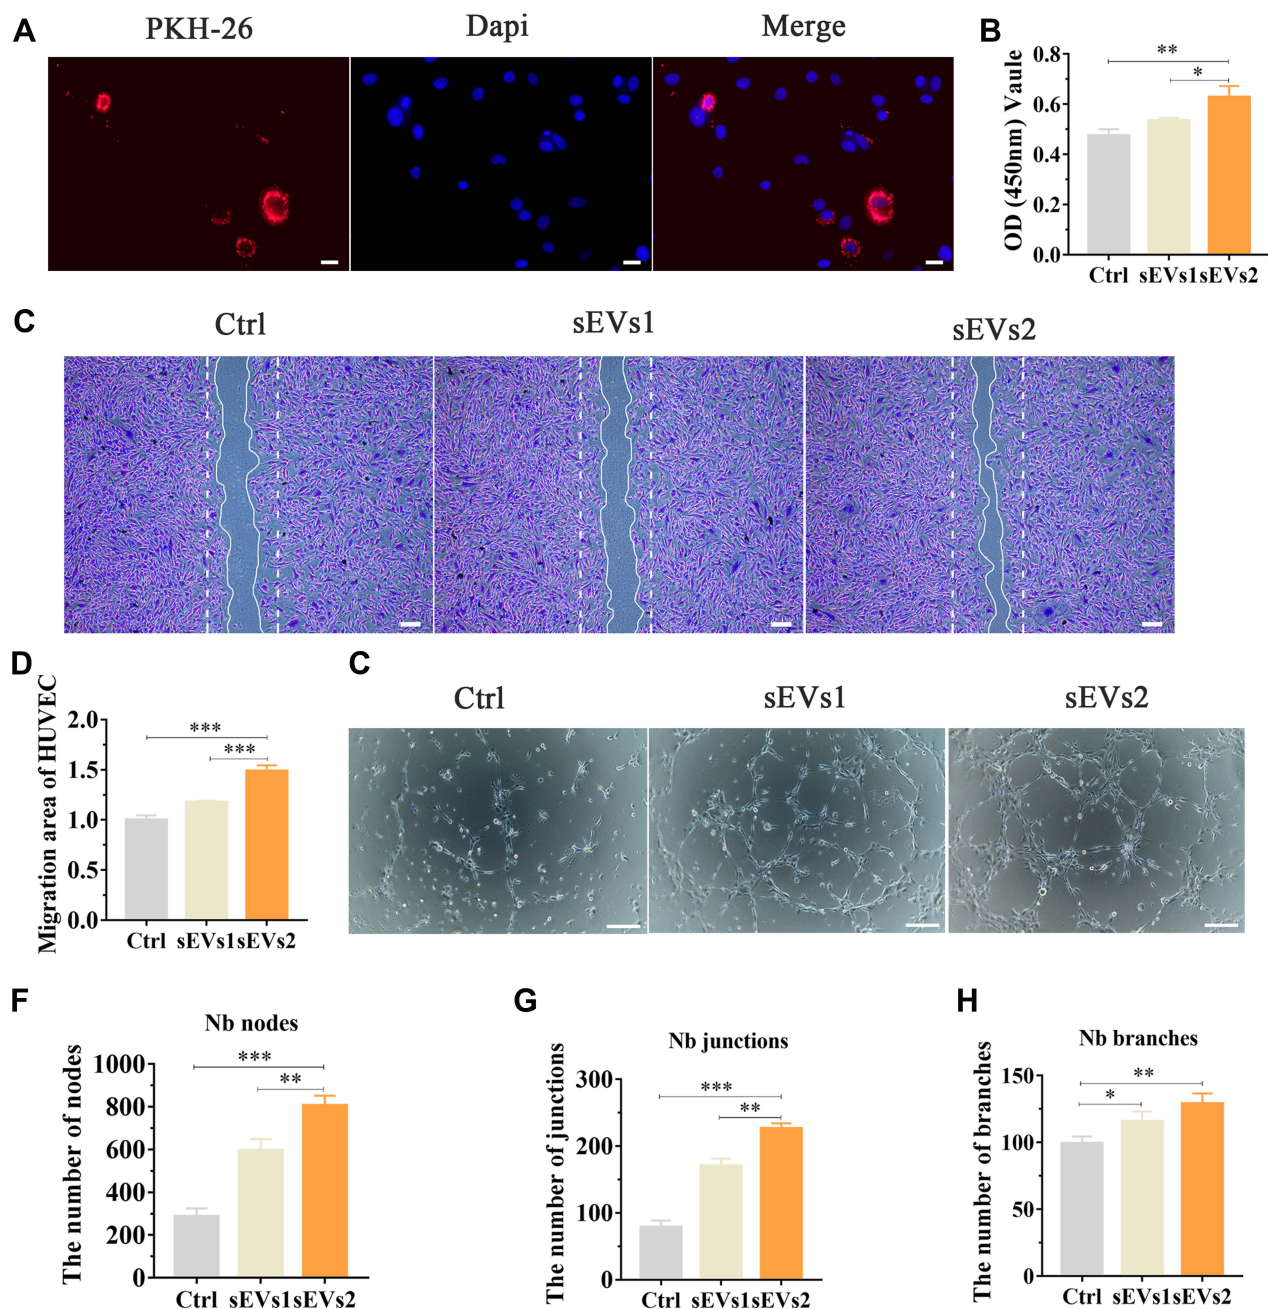 A
PKH-26
Dapi
Merge
B
OD (450nm) Vaule
0.8
0.6
0.4
0.2
0.0
**
*
Ctrl
sEVs1
sEVs2
C
Ctrl
sEVs1
sEVs2
D
Migration area of HUVEC
2.0
1.5
1.0
0.5
0.0
***
***
Ctrl
sEVs1
sEVs2
C
Ctrl
sEVs1
sEVs2
F
Nb nodes
The number of nodes
1000
800
600
400
200
0
***
**
Ctrl
sEVs1
sEVs2
G
Nb junctions
The number of junctions
300
200
100
0
***
**
Ctrl
sEVs1
sEVs2
H
Nb branches
The number of branches
150
100
50
0
**
*
Ctrl
sEVs1
sEVs2